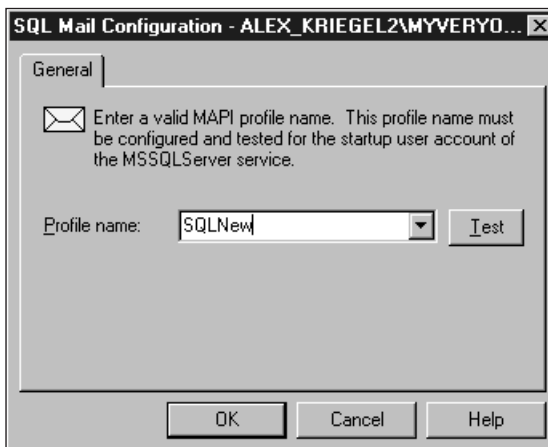 SQL Mail Configuration - ALEX_KRIEGEL2\MYVERYO...
General
Enter a valid MAPI profile name. This profile name must
be configured and tested for the startup user account of
the MSSQLServer service.
Profile name:
SQLNew
Test
OK
Cancel
Help